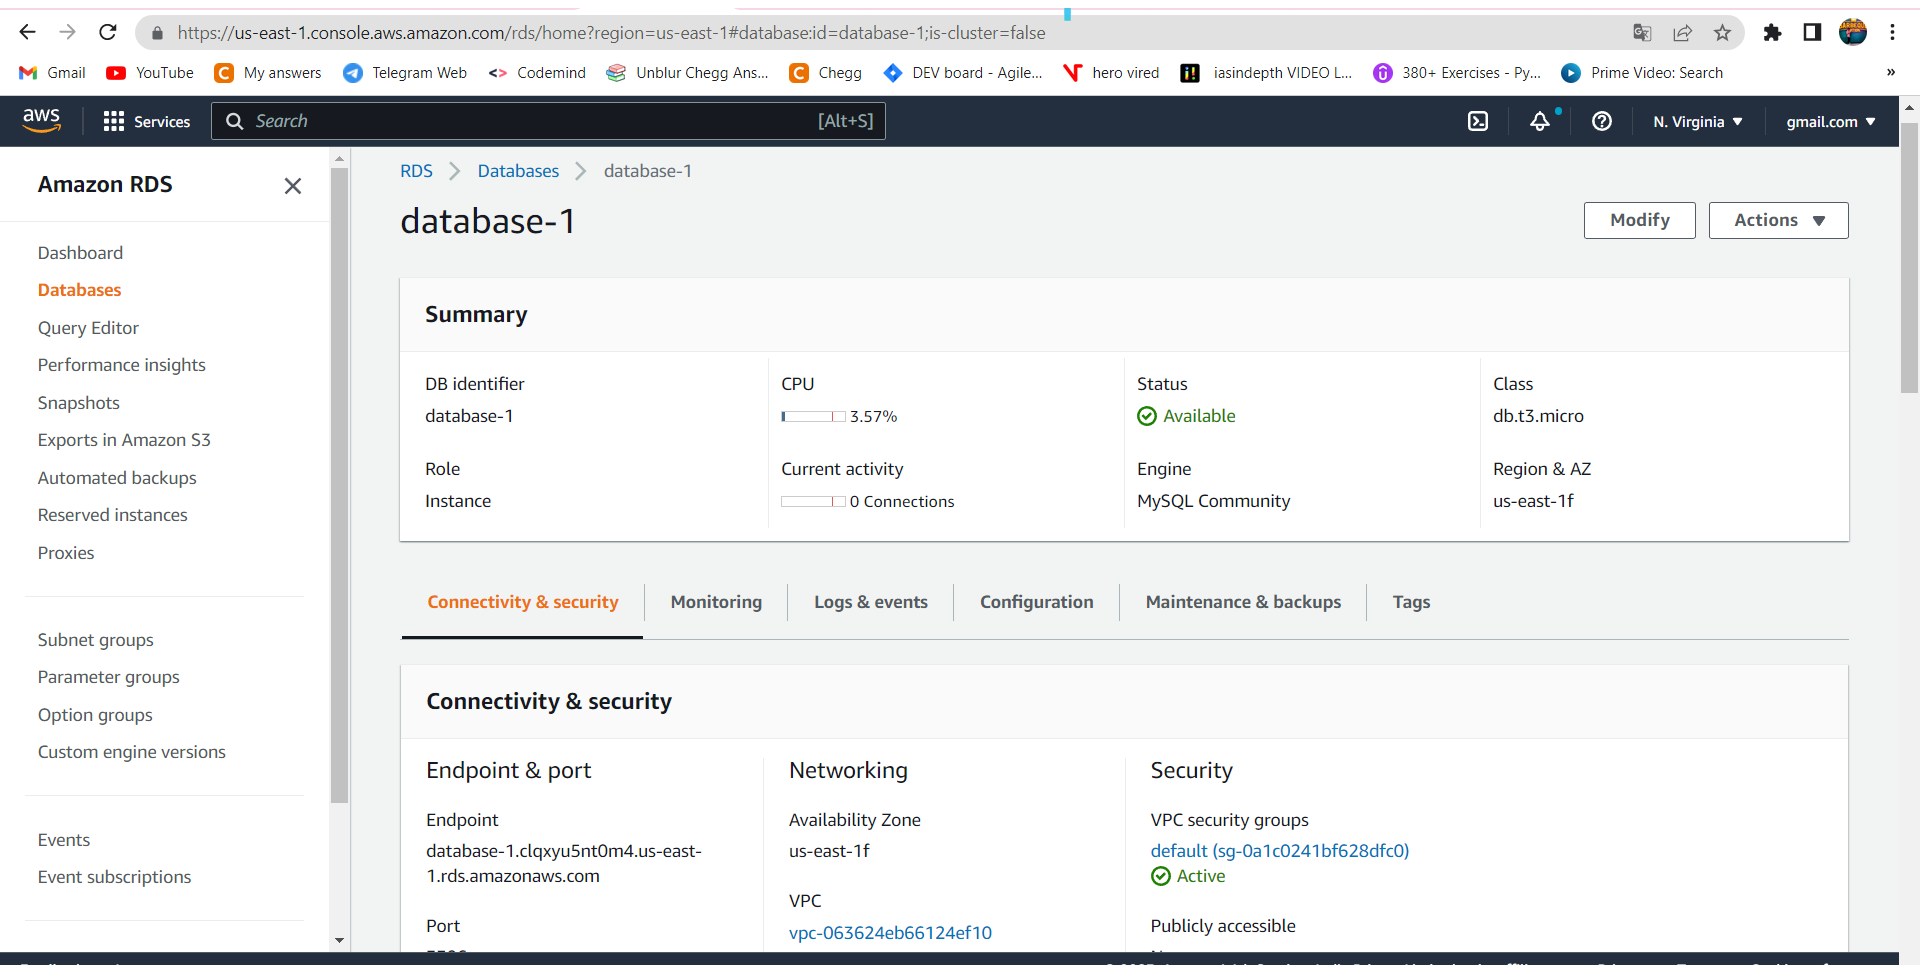 https://us-east-1.console.aws.amazon.com/rds/home?region=us-east-1#database:id=database-1;is-cluster=false
Gmail YouTube My answers Telegram Web Codemind Unblur Chegg Ans... Chegg DEV board - Agile... hero vired iasindepth VIDEO L... 380+ Exercises - Py... Prime Video: Search »
aws Services Search [Alt+S] N. Virginia gmail.com
Amazon RDS
Dashboard
Databases
Query Editor
Performance insights
Snapshots
Exports in Amazon S3
Automated backups
Reserved instances
Proxies
Subnet groups
Parameter groups
Option groups
Custom engine versions
Events
Event subscriptions
RDS Databases database-1
database-1
Modify Actions
Summary
DB identifier
database-1
CPU
3.57%
Status
Available
Class
db.t3.micro
Role
Instance
Current activity
0 Connections
Engine
MySQL Community
Region & AZ
us-east-1f
Connectivity & security Monitoring Logs & events Configuration Maintenance & backups Tags
Connectivity & security
Endpoint & port
Endpoint
database-1.clqxyu5nt0m4.us-east-
1.rds.amazonaws.com
Port
Networking
Availability Zone
us-east-1f
VPC
vpc-063624eb66124ef10
Security
VPC security groups
default (sg-0a1c0241bf628dfc0)
Active
Publicly accessible